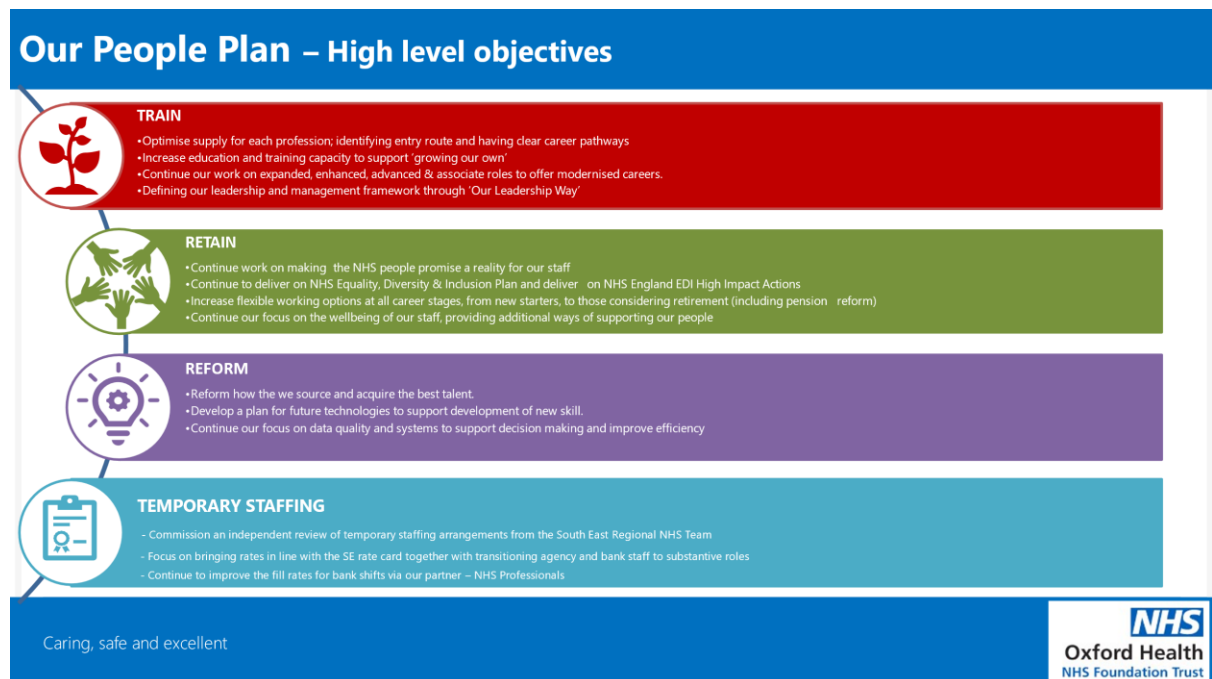 Our People Plan – High level objectives
TRAIN
•Optimise supply for each profession; identifying entry route and having clear career pathways
•Increase education and training capacity to support ‘growing our own’
•Continue our work on expanded, enhanced, advanced & associate roles to offer modernised careers.
•Defining our leadership and management framework through ‘Our Leadership Way’
RETAIN
•Continue work on making the NHS people promise a reality for our staff
•Continue to deliver on NHS Equality, Diversity & Inclusion Plan and deliver on NHS England EDI High Impact Actions
•Increase flexible working options at all career stages, from new starters, to those considering retirement (including pension reform)
•Continue our focus on the wellbeing of our staff, providing additional ways of supporting our people
REFORM
•Reform how the we source and acquire the best talent.
•Develop a plan for future technologies to support development of new skill.
•Continue our focus on data quality and systems to support decision making and improve efficiency
TEMPORARY STAFFING
- Commission an independent review of temporary staffing arrangements from the South East Regional NHS Team
- Focus on bringing rates in line with the SE rate card together with transitioning agency and bank staff to substantive roles
- Continue to improve the fill rates for bank shifts via our partner – NHS Professionals
Caring, safe and excellent
NHS
Oxford Health
NHS Foundation Trust